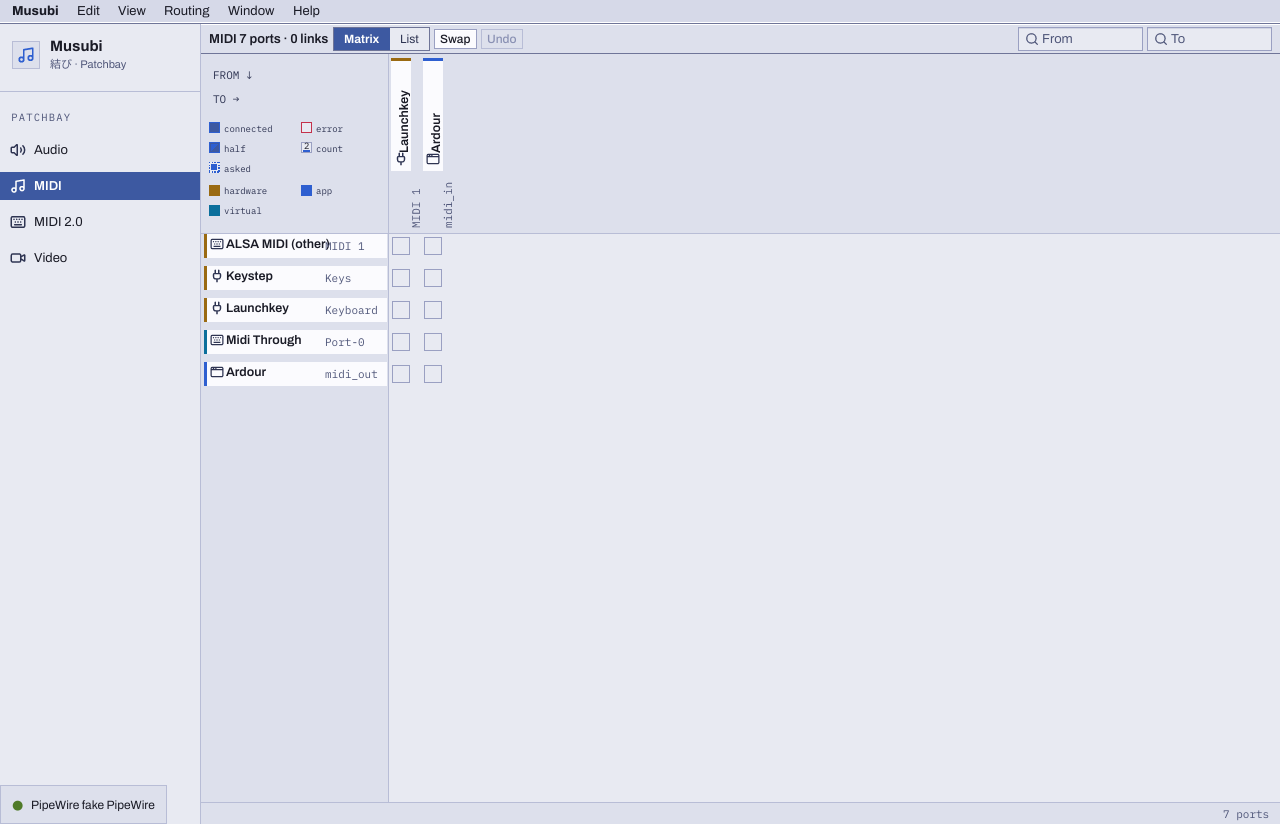 Musubi Edit View Routing Window Help
Musubi
結び · Patchbay
PATCHBAY
Audio
MIDI
MIDI 2.0
Video
PipeWire fake PipeWire
MIDI 7 ports · 0 links Matrix List Swap Undo From To
FROM ↓
TO →
connected error
half 2 count
asked
hardware app
virtual
Launchkey Ardour
MIDI 1 midi_in
ALSA MIDI (other) MIDI 1
Keystep Keys
Launchkey Keyboard
Midi Through Port-0
Ardour midi_out
7 ports